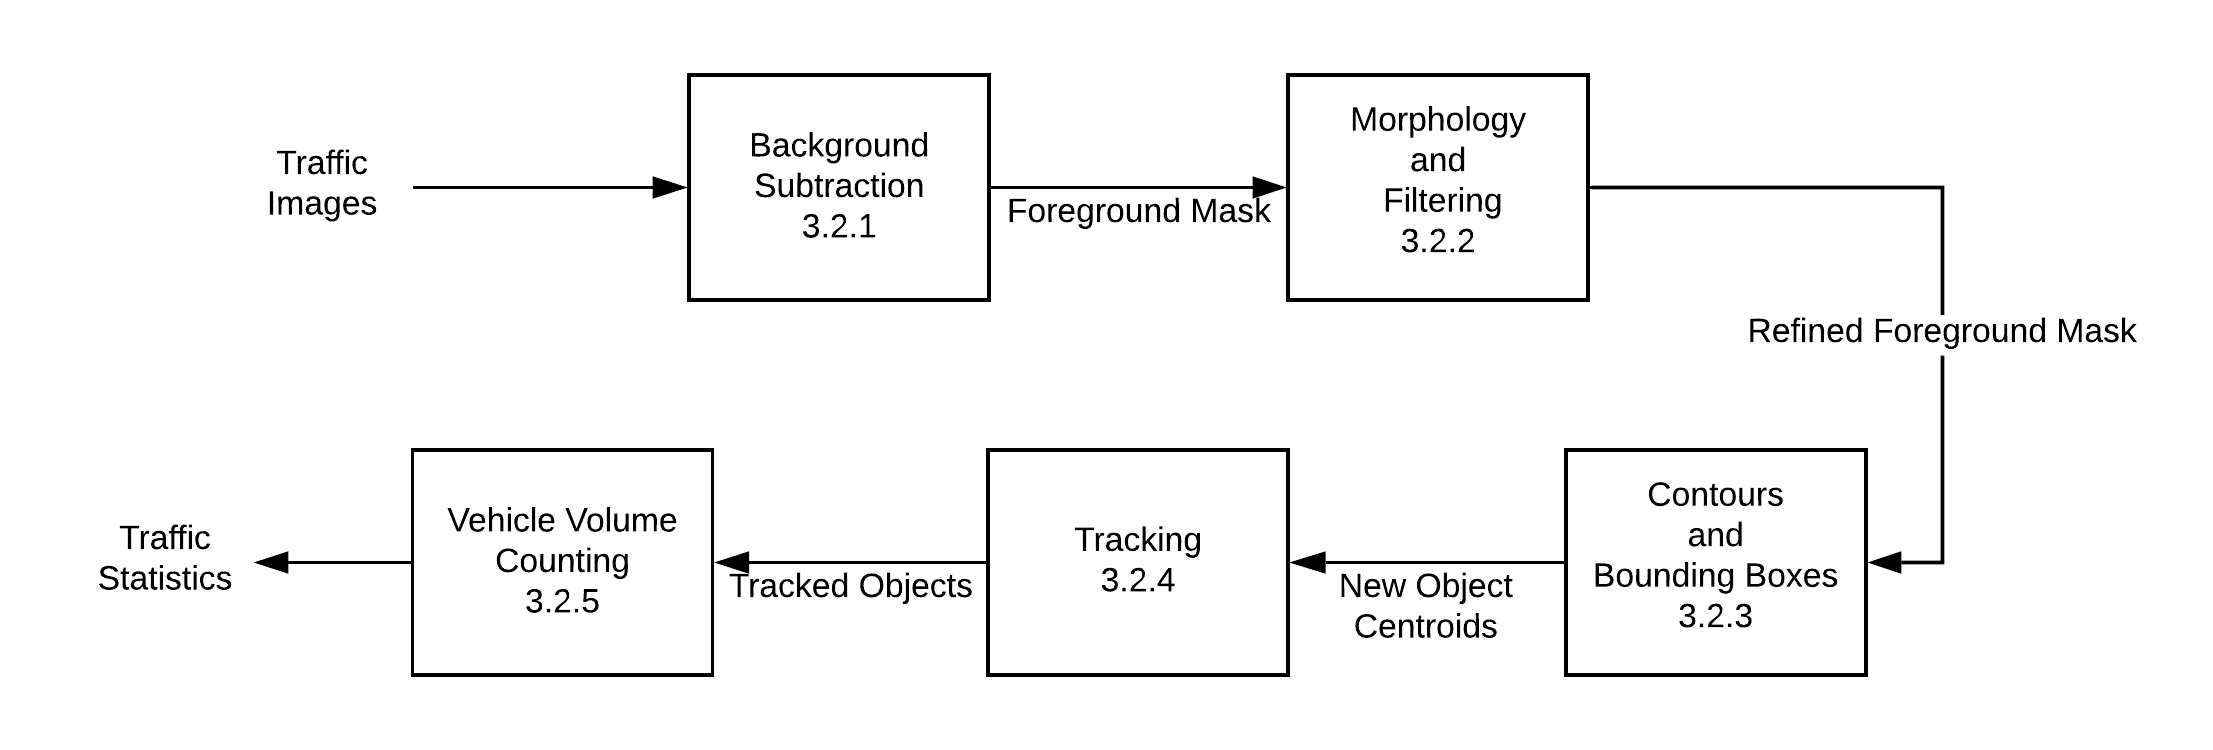 Traffic
Images
Background
Subtraction
3.2.1
Foreground Mask
Morphology
and
Filtering
3.2.2
Refined Foreground Mask
Contours
and
Bounding Boxes
3.2.3
New Object
Centroids
Tracking
3.2.4
Tracked Objects
Vehicle Volume
Counting
3.2.5
Traffic
Statistics